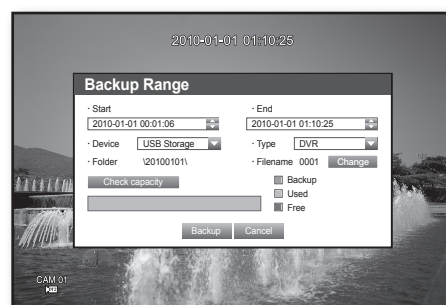 2010-01-01 01:10:25
Backup Range
· Start
· End
2010-01-01 00:01:06
2010-01-01 01:10:25
· Device USB Storage
· Type DVR
· Folder \20100101\
· Filename 0001 Change
Check capacity
Backup
Used
Free
Backup Cancel
CAM 01